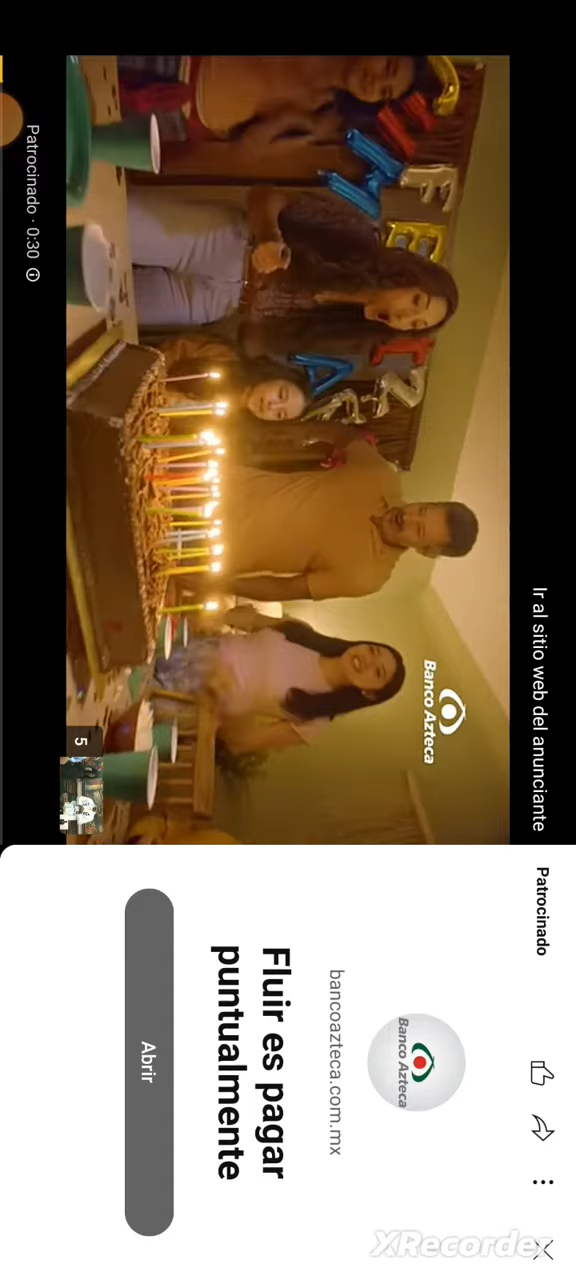 Ir al sitio web del anunciante
Banco Azteca
5
Patrocinado · 0:30
Patrocinado
Banco Azteca
bancoazteca.com.mx
Fluir es pagar
puntualmente
Abrir
XRecorder